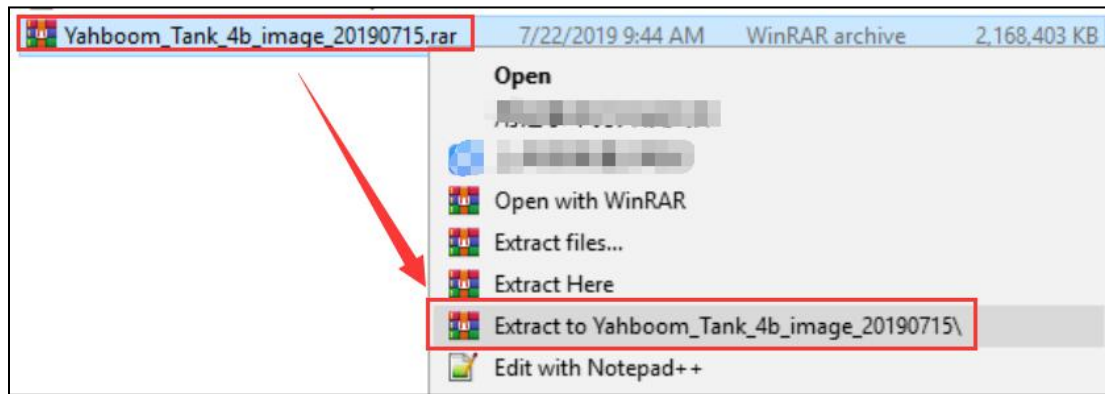 Yahboom_Tank_4b_image_20190715.rar 7/22/2019 9:44 AM WinRAR archive 2,168,403 KB
Open
Open with WinRAR
Extract files...
Extract Here
Extract to Yahboom_Tank_4b_image_20190715\
Edit with Notepad++